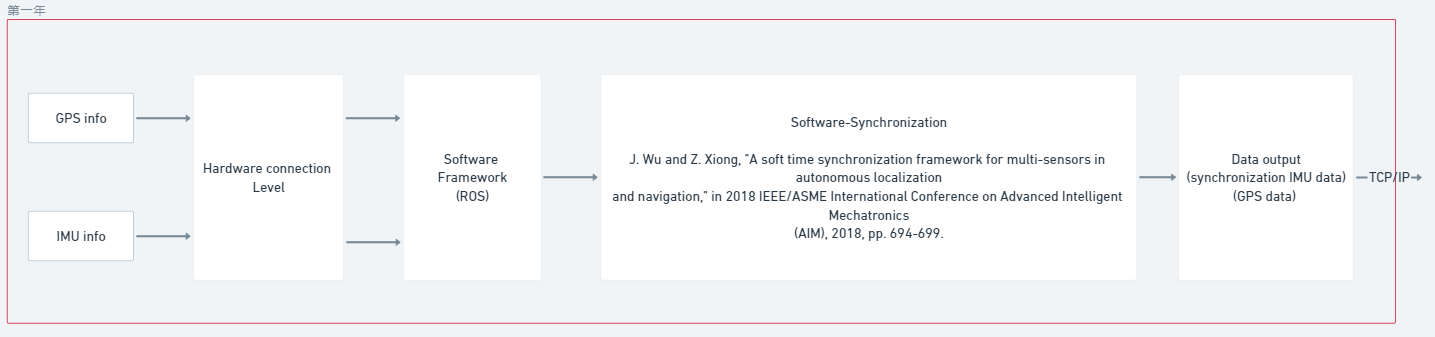 第一年
GPS info
IMU info
Hardware connection
Level
Software
Framework
(ROS)
Software-Synchronization
J. Wu and Z. Xiong, "A soft time synchronization framework for multi-sensors in
autonomous localization
and navigation," in 2018 IEEE/ASME International Conference on Advanced Intelligent
Mechatronics
(AIM), 2018, pp. 694-699.
Data output
(synchronization IMU data)
(GPS data)
TCP/IP